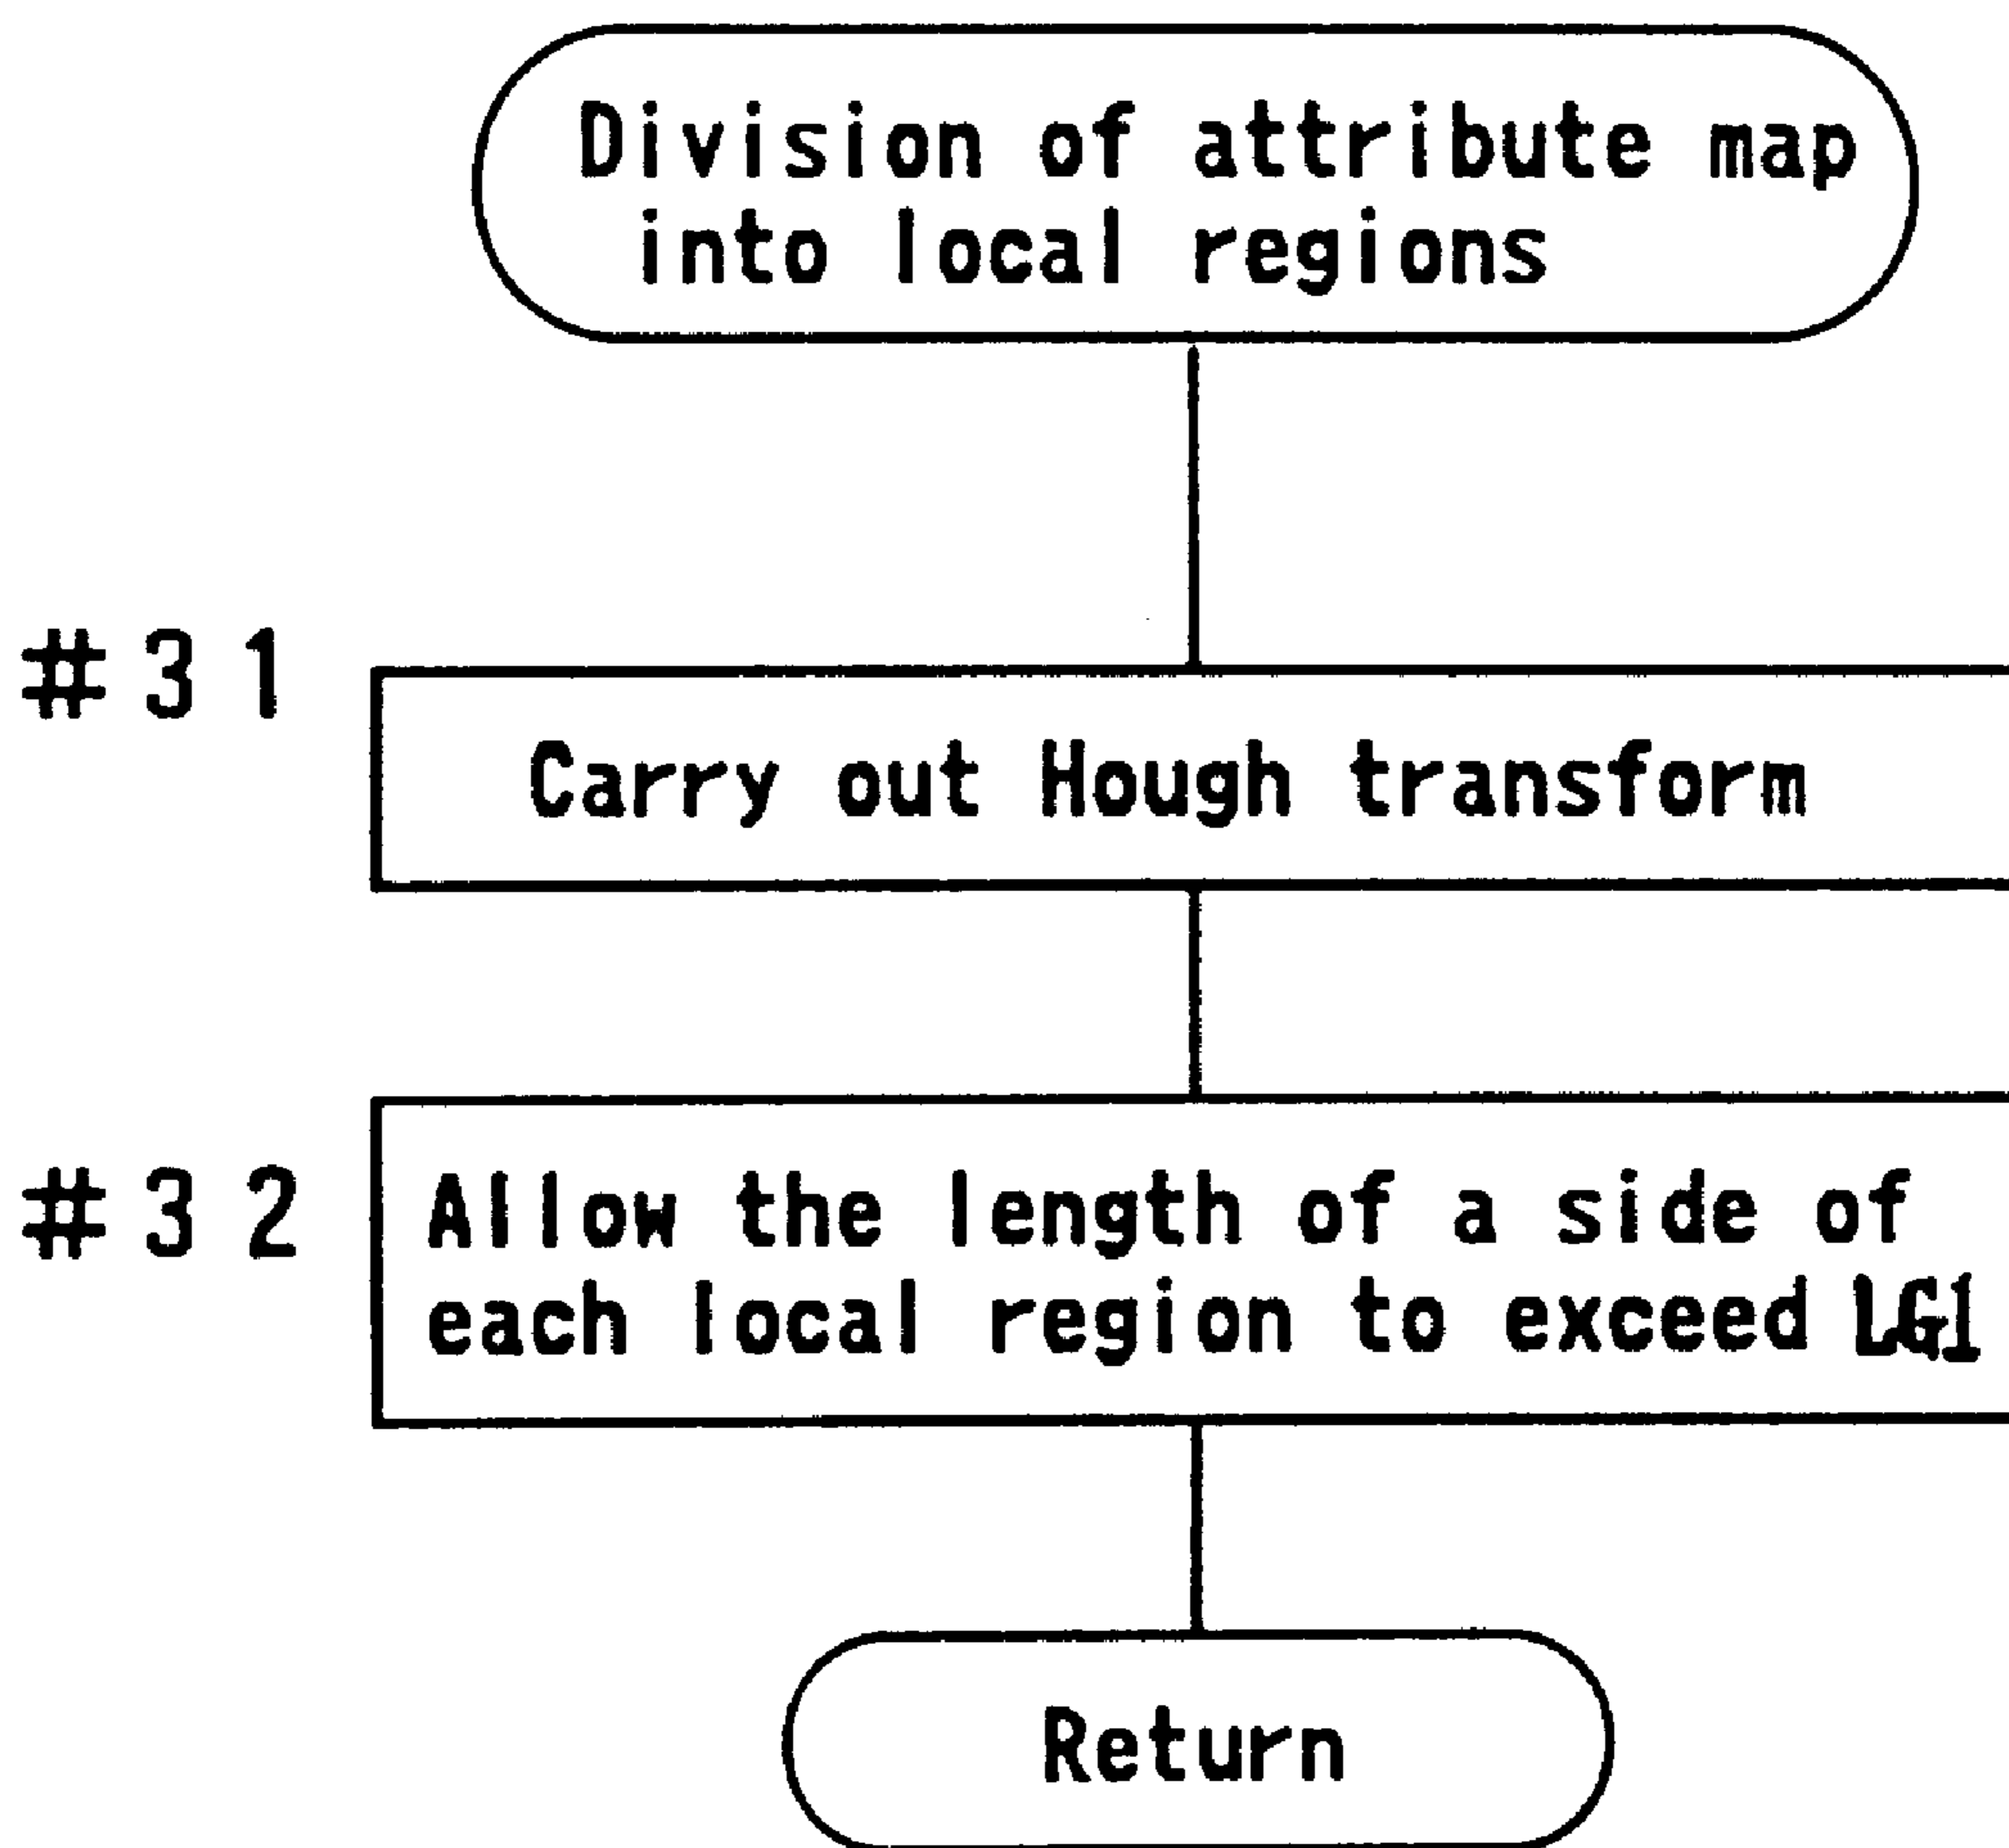 Division of attribute map
into local regions
#31
Carry out Hough transform
#32
Allow the length of a side of
each local region to exceed LG1
Return